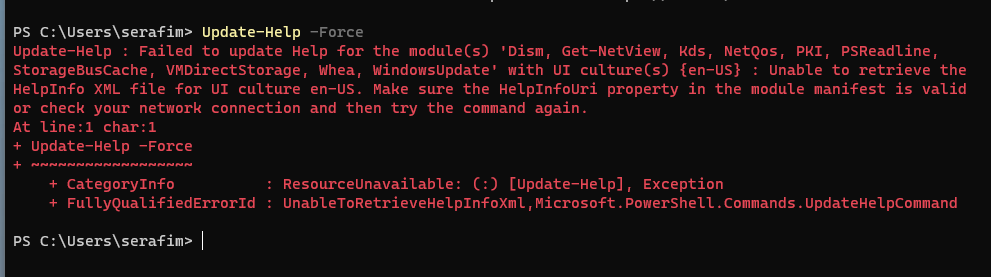 PS C:\Users\serafim> Update-Help -Force
Update-Help : Failed to update Help for the module(s) 'Dism, Get-NetView, Kds, NetQos, PKI, PSReadline,
StorageBusCache, VMDirectStorage, Whea, WindowsUpdate' with UI culture(s) {en-US} : Unable to retrieve the
HelpInfo XML file for UI culture en-US. Make sure the HelpInfoUri property in the module manifest is valid
or check your network connection and then try the command again.
At line:1 char:1
+ Update-Help -Force
+ ~~~~~~~~~~~~~~~~~~
    + CategoryInfo          : ResourceUnavailable: (:) [Update-Help], Exception
    + FullyQualifiedErrorId : UnableToRetrieveHelpInfoXml,Microsoft.PowerShell.Commands.UpdateHelpCommand
PS C:\Users\serafim>